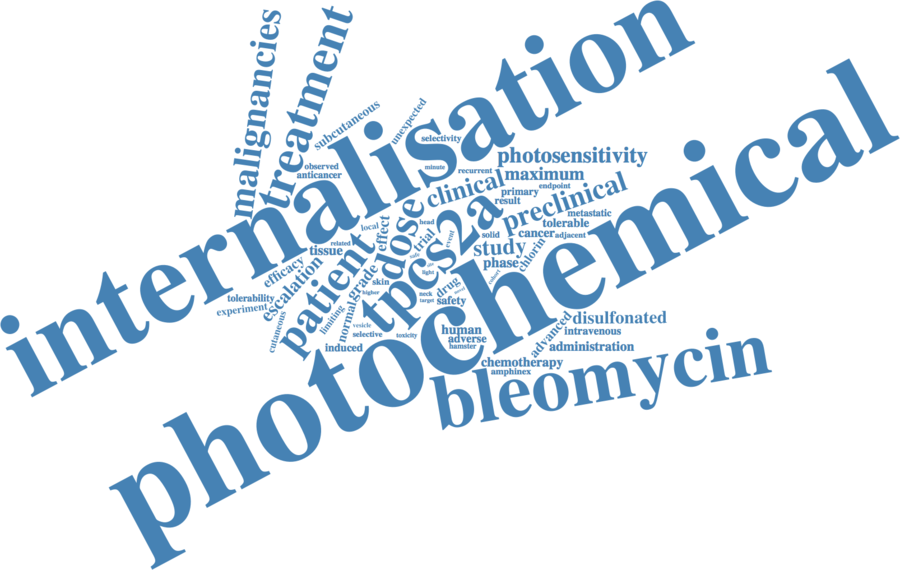 malignancies
treatment
subcutaneous
unexpected
internalisation
selectivity
observed
anticancer
minute
recurrent
photosensitivity
maximum
clinical
primary
endpoint
result
preclinical
metastatic
tolerable
cancer
adjacent
solid
study
phase
chlorin
dose
tpcs2a
trial
head
local
effect
event
related
tissue
efficacy
escalation
patient
tolerability
experiment
cutaneous
limiting
normal
grade
skin
higher
light
neck
target
drug
safety
cohort
vesicle
selective
toxicity
induced
human
adverse
hamster
photochemical
advanced
disulfonated
intravenous
administration
chemotherapy
amphinex
bleomycin